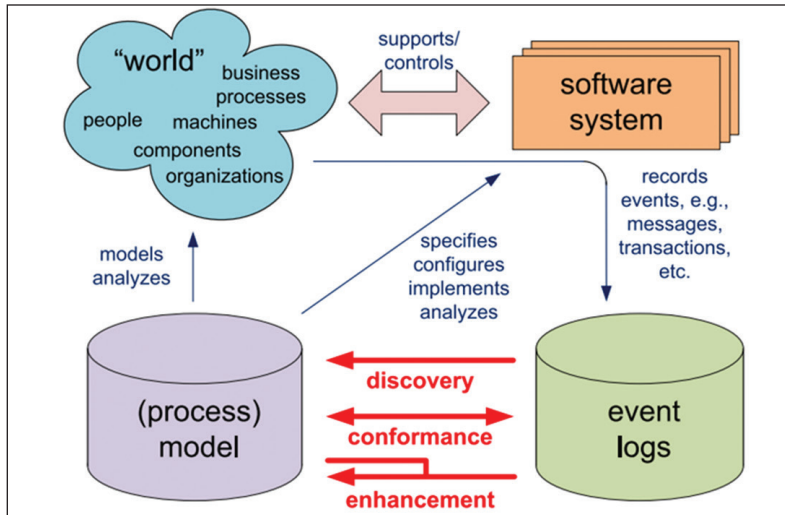 “world”
business
processes
people
machines
components
organizations
supports/
controls
software
system
records
events, e.g.,
messages,
transactions,
etc.
models
analyzes
specifies
configures
implements
analyzes
(process)
model
discovery
conformance
enhancement
event
logs